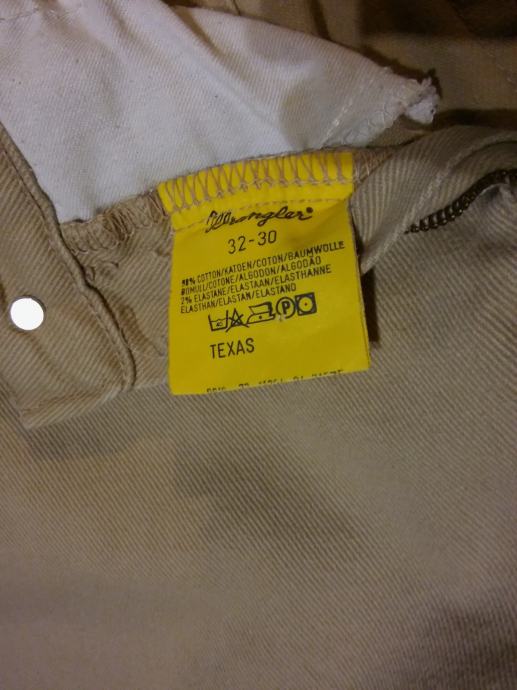 Wrangler
32-30
98% COTTON/KATOEN/COTON/BAUMWOLLE
ROMULL/COTONE/ALGODON/ALGODÃO
2% ELASTANE/ELASTAAN/ELASTHANNE
ELASTHAN/ELASTAN/ELASTANO
TEXAS